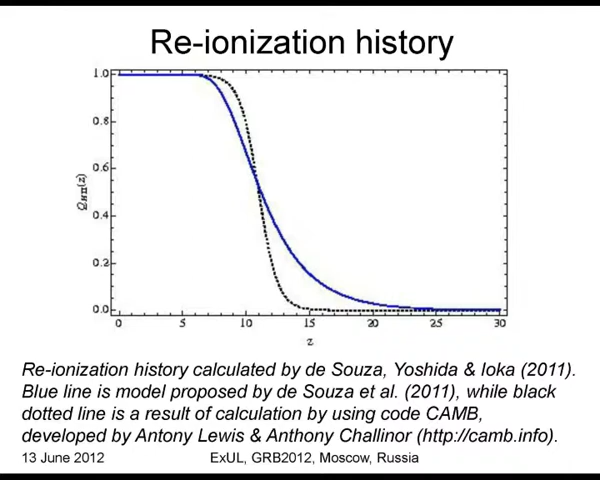 Re-ionization history
1.0
0.8
0.6
0.4
0.2
0.0
Q_HII(z)
0 5 10 15 20 25 30
z
Re-ionization history calculated by de Souza, Yoshida & Ioka (2011).
Blue line is model proposed by de Souza et al. (2011), while black
dotted line is a result of calculation by using code CAMB,
developed by Antony Lewis & Anthony Challinor (http://camb.info).
13 June 2012 ExUL, GRB2012, Moscow, Russia